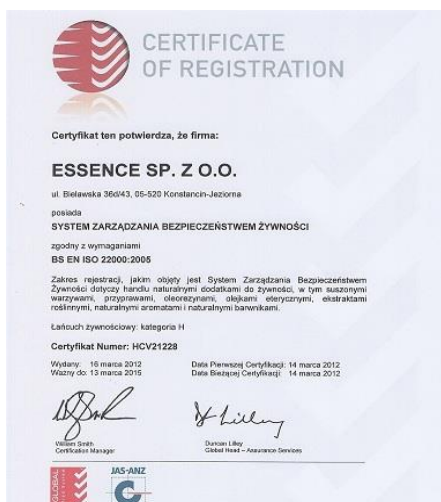 CERTIFICATE
OF REGISTRATION
Certyfikat ten potwierdza, że firma:
ESSENCE SP. Z O.O.
ul. Bielawska 36d/43, 05-520 Konstancin-Jeziorna
posiada
SYSTEM ZARZĄDZANIA BEZPIECZEŃSTWEM ŻYWNOŚCI
zgodny z wymaganiami
BS EN ISO 22000:2005
Zakres rejestracji, jakim objęty jest System Zarządzania Bezpieczeństwem
Żywności dotyczy handlu naturalnymi dodatkami do żywności, w tym suszonymi
warzywami, przyprawami, oleorezynami, olejkami eterycznymi, ekstraktami
roślinnymi, naturalnymi aromatami i naturalnymi barwnikami.
Łańcuch żywnościowy: kategoria H
Certyfikat Numer: HCV21228
Wydany: 16 marca 2012 Data Pierwszej Certyfikacji: 14 marca 2012
Ważny do: 13 marca 2015 Data Bieżącej Certyfikacji: 14 marca 2012
William Smith Duncan Lilley
Certification Manager Global Head – Assurance Services
GLOBAL
JAS-ANZ